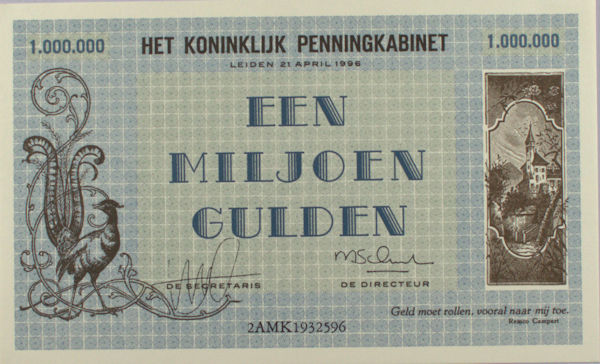 1.000.000
HET KONINKLIJK PENNINGKABINET
1.000.000
LEIDEN 21 APRIL 1996
EEN
MILJOEN
GULDEN
DE SECRETARIS
DE DIRECTEUR
Geld moet rollen, vooral naar mij toe.
Remco Campert
2AMK1932596